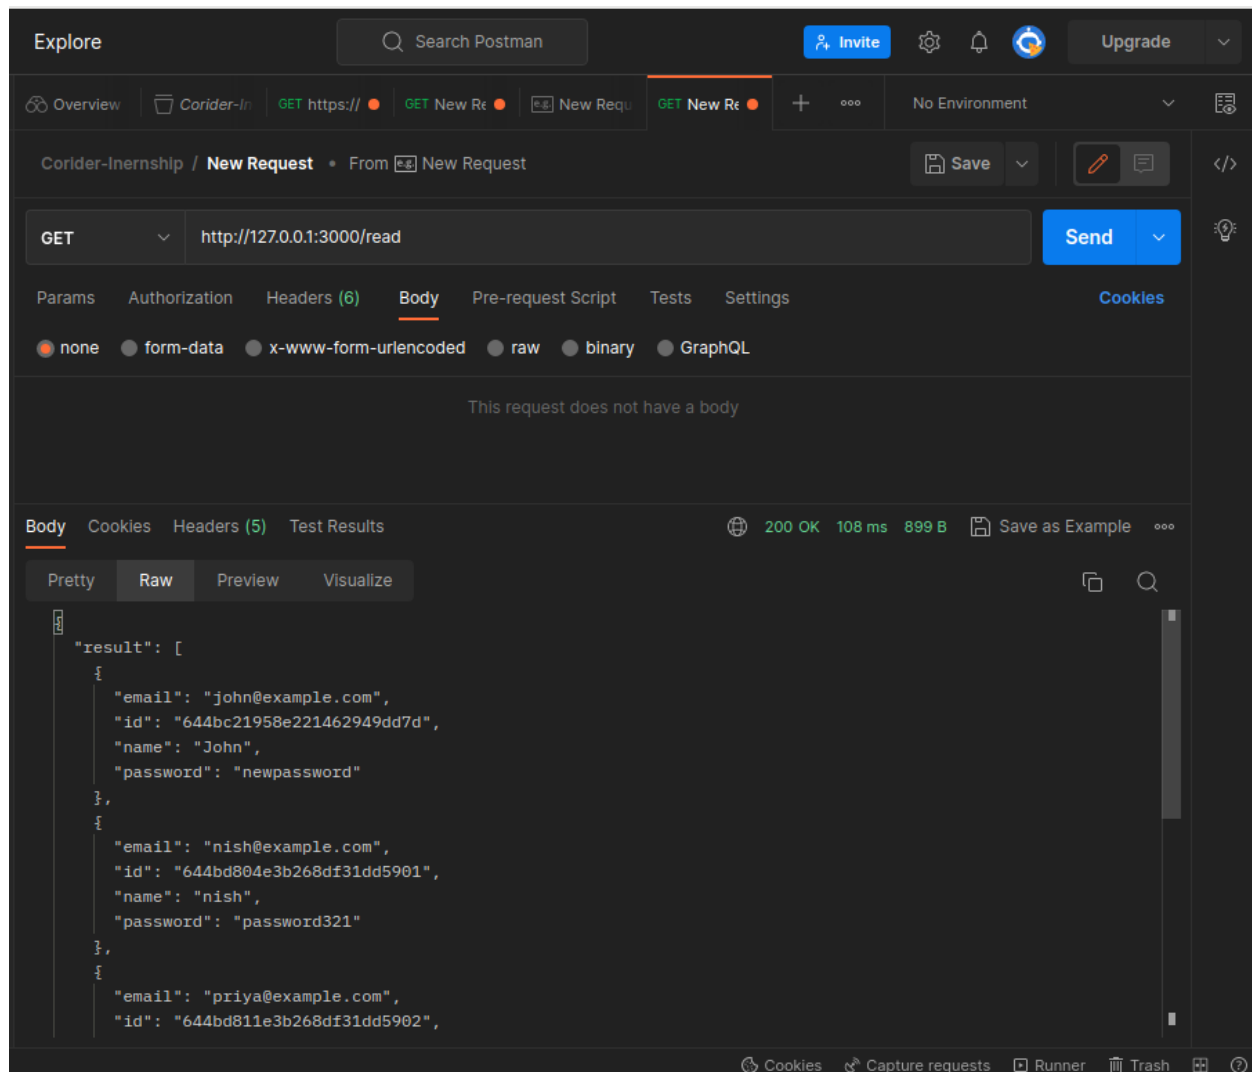 Explore
Search Postman
Invite
Upgrade
Overview
Corider-In
GET https://
GET New Re
e.g. New Requ
GET New Re
No Environment
Corider-Inernship / New Request • From e.g. New Request
Save
</>
GET
http://127.0.0.1:3000/read
Send
Params Authorization Headers (6) Body Pre-request Script Tests Settings Cookies
none form-data x-www-form-urlencoded raw binary GraphQL
This request does not have a body
Body Cookies Headers (5) Test Results 200 OK 108 ms 899 B Save as Example
Pretty Raw Preview Visualize
{
"result": [
{
"email": "john@example.com",
"id": "644bc21958e221462949dd7d",
"name": "John",
"password": "newpassword"
},
{
"email": "nish@example.com",
"id": "644bd804e3b268df31dd5901",
"name": "nish",
"password": "password321"
},
{
"email": "priya@example.com",
"id": "644bd811e3b268df31dd5902",
Cookies Capture requests Runner Trash